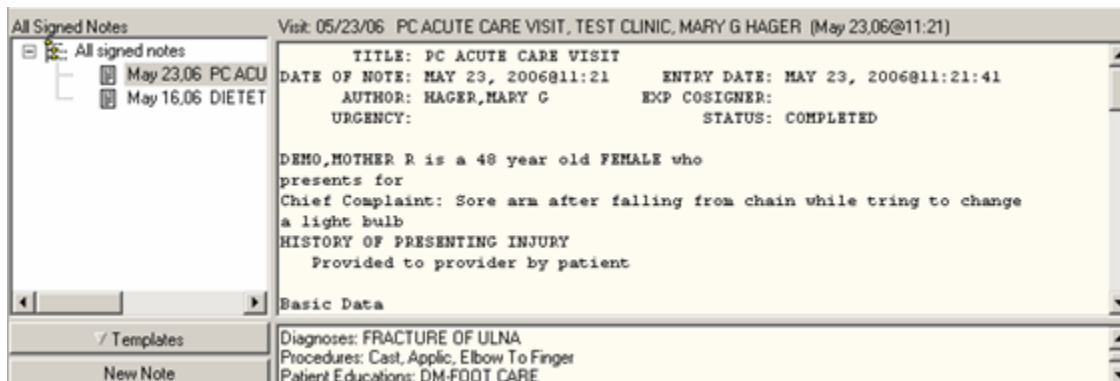 All Signed Notes
Visit: 05/23/06 PC ACUTE CARE VISIT, TEST CLINIC, MARY G HAGER (May 23,06@11:21)
All signed notes
May 23,06 PC ACU
May 16,06 DIETET
TITLE: PC ACUTE CARE VISIT
DATE OF NOTE: MAY 23, 2006@11:21 ENTRY DATE: MAY 23, 2006@11:21:41
AUTHOR: HAGER,MARY G EXP COSIGNER:
URGENCY: STATUS: COMPLETED
DEMO,MOTHER R is a 48 year old FEMALE who
presents for
Chief Complaint: Sore arm after falling from chain while tring to change
a light bulb
HISTORY OF PRESENTING INJURY
Provided to provider by patient
Basic Data
Templates
New Note
Diagnoses: FRACTURE OF ULNA
Procedures: Cast, Applic, Elbow To Finger
Patient Educations: DM-FOOT CARE